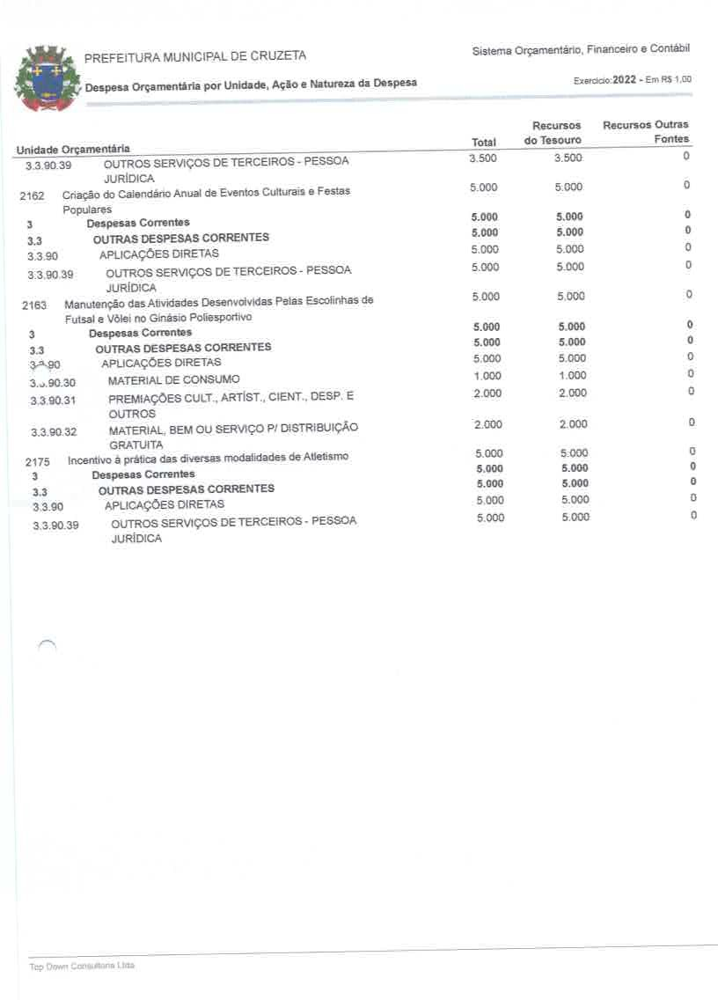 PREFEITURA MUNICIPAL DE CRUZETA
Sistema Orçamentário, Financeiro e Contábil
Despesa Orçamentária por Unidade, Ação e Natureza da Despesa
Exercício:2022 - Em R$ 1,00
Recursos Recursos Outras
Unidade Orçamentária Total do Tesouro Fontes
3.3.90.39 OUTROS SERVIÇOS DE TERCEIROS - PESSOA 3.500 3.500 0
JURÍDICA
2162 Criação do Calendário Anual de Eventos Culturais e Festas 5.000 5.000 0
Populares
3 Despesas Correntes 5.000 5.000 0
3.3 OUTRAS DESPESAS CORRENTES 5.000 5.000 0
3.3.90 APLICAÇÕES DIRETAS 5.000 5.000 0
3.3.90.39 OUTROS SERVIÇOS DE TERCEIROS - PESSOA 5.000 5.000 0
JURÍDICA
2163 Manutenção das Atividades Desenvolvidas Pelas Escolinhas de 5.000 5.000 0
Futsal e Vôlei no Ginásio Poliesportivo
3 Despesas Correntes 5.000 5.000 0
3.3 OUTRAS DESPESAS CORRENTES 5.000 5.000 0
3.3.90 APLICAÇÕES DIRETAS 5.000 5.000 0
3.3.90.30 MATERIAL DE CONSUMO 1.000 1.000 0
3.3.90.31 PREMIAÇÕES CULT., ARTÍST., CIENT., DESP. E 2.000 2.000 0
OUTROS
3.3.90.32 MATERIAL, BEM OU SERVIÇO P/ DISTRIBUIÇÃO 2.000 2.000 0
GRATUITA
2175 Incentivo à prática das diversas modalidades de Atletismo 5.000 5.000 0
3 Despesas Correntes 5.000 5.000 0
3.3 OUTRAS DESPESAS CORRENTES 5.000 5.000 0
3.3.90 APLICAÇÕES DIRETAS 5.000 5.000 0
3.3.90.39 OUTROS SERVIÇOS DE TERCEIROS - PESSOA 5.000 5.000 0
JURÍDICA
Top Down Consultoria Ltda